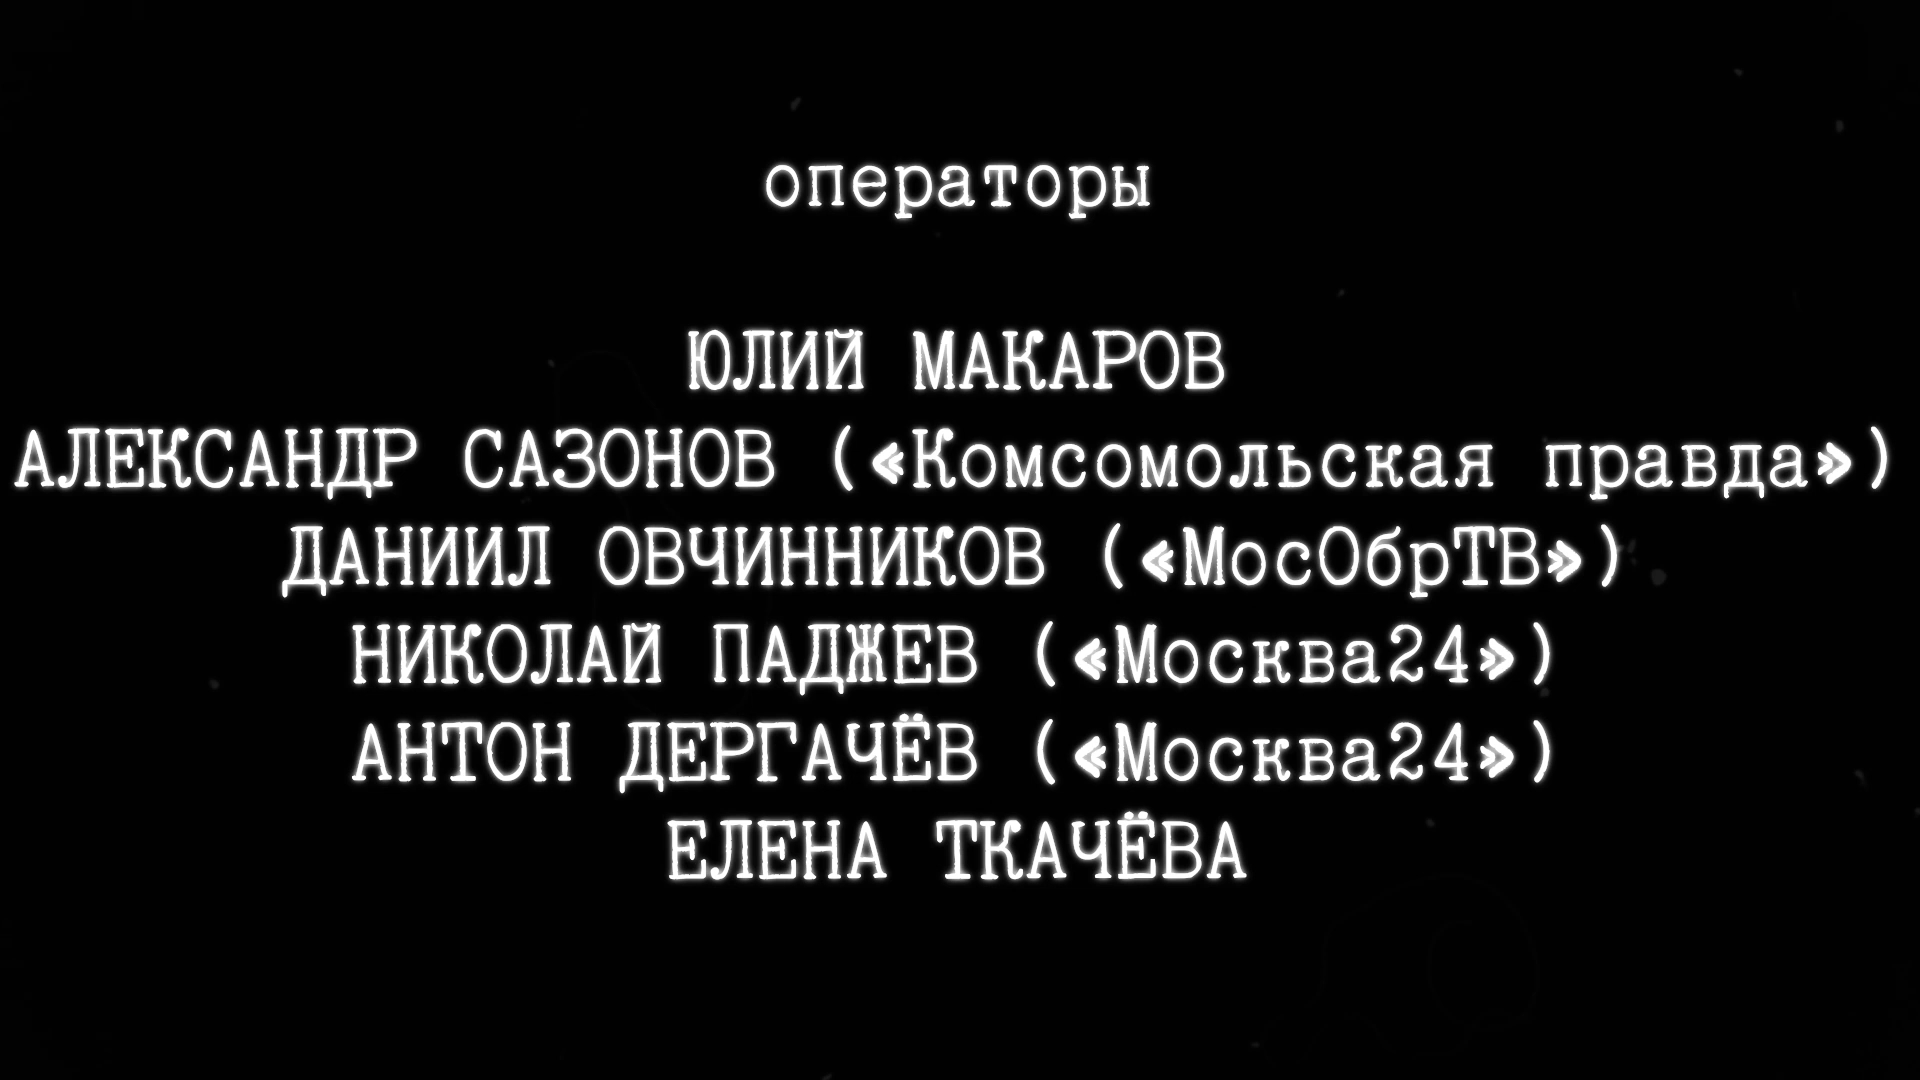 операторы
ЮЛИЙ МАКАРОВ
АЛЕКСАНДР САЗОНОВ («Комсомольская правда»)
ДАНИИЛ ОВЧИННИКОВ («МосОбрТВ»)
НИКОЛАЙ ПАДЖЕВ («Москва24»)
АНТОН ДЕРГАЧЁВ («Москва24»)
ЕЛЕНА ТКАЧЁВА